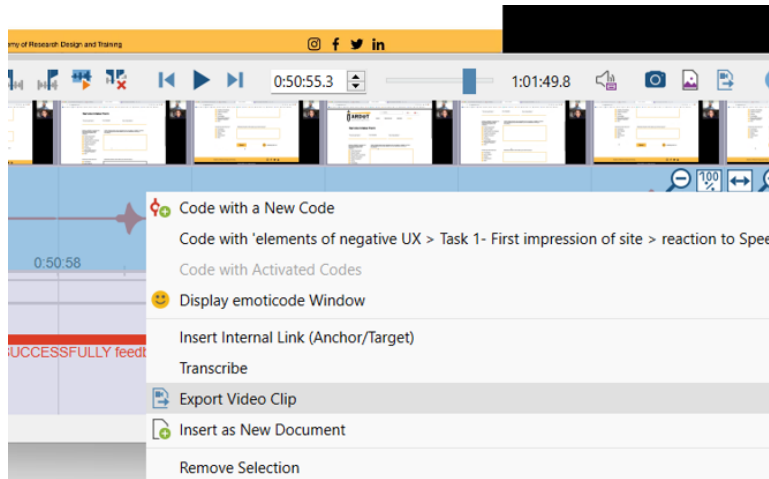 my of Research Design and Training
0:50:55.3
1:01:49.8
100
%
Code with a New Code
Code with 'elements of negative UX > Task 1- First impression of site > reaction to Spee
0:50:58
Code with Activated Codes
Display emoticode Window
Insert Internal Link (Anchor/Target)
SUCCESSFULLY feedb
Transcribe
Export Video Clip
Insert as New Document
Remove Selection